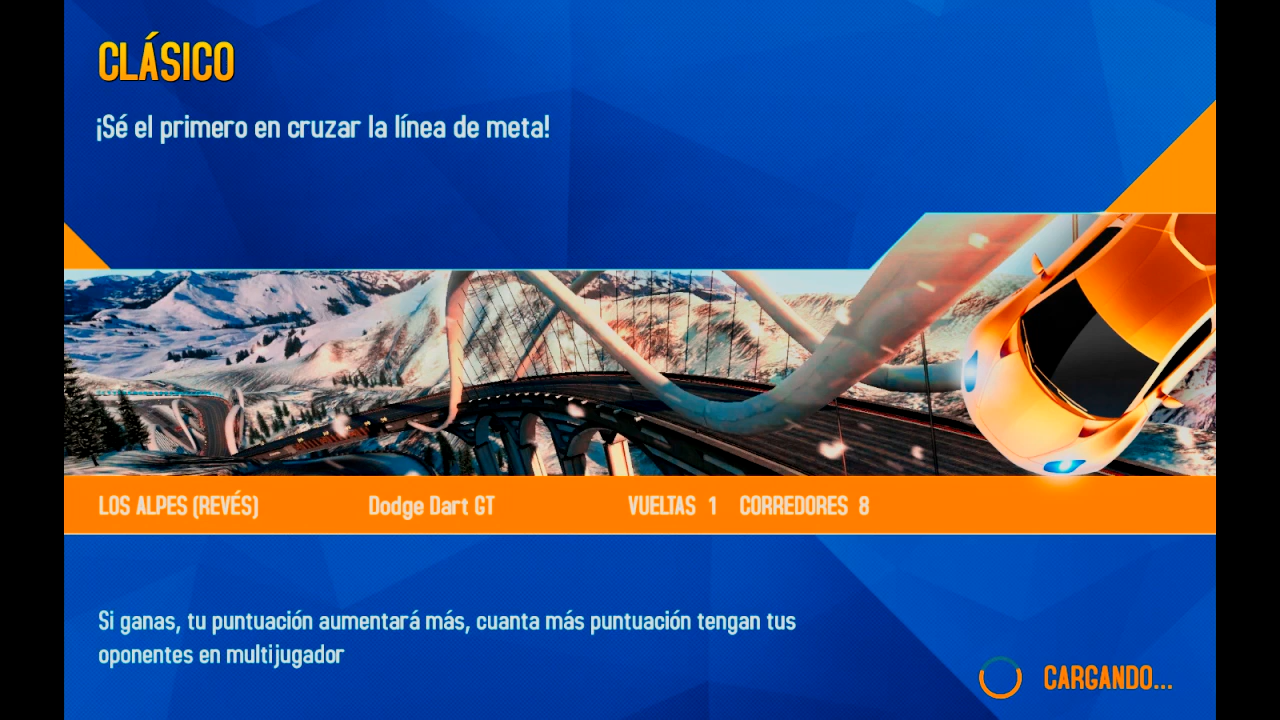 CLÁSICO
¡Sé el primero en cruzar la línea de meta!
LOS ALPES (REVÉS) Dodge Dart GT VUELTAS 1 CORREDORES 8
Si ganas, tu puntuación aumentará más, cuanta más puntuación tengan tus
oponentes en multijugador
CARGANDO...